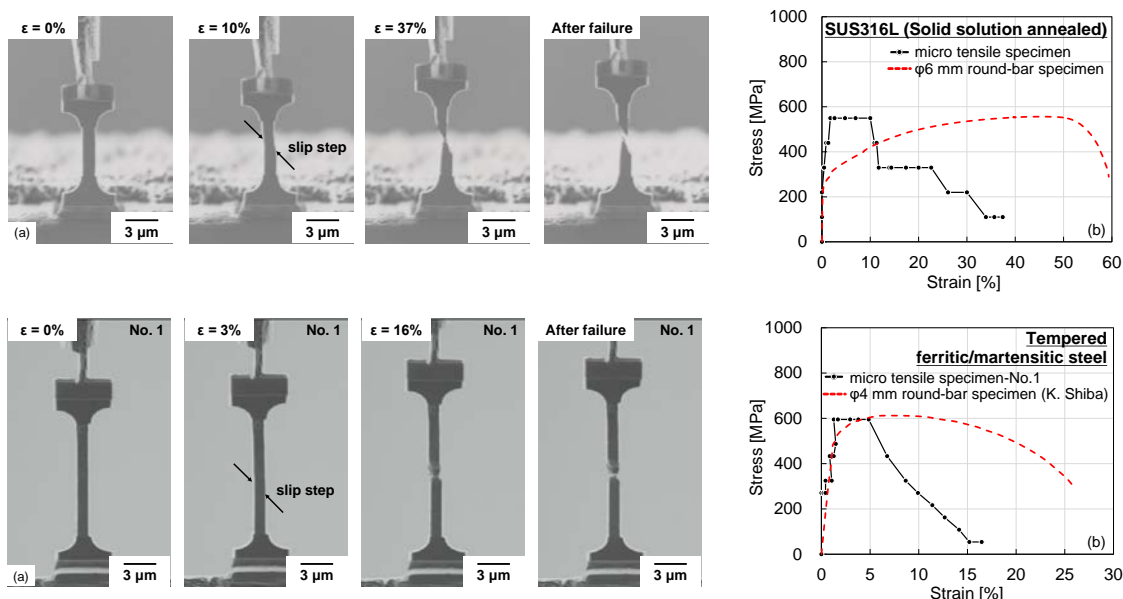 ε = 0%
ε = 10%
ε = 37%
After failure
slip step
(a)
3 μm
3 μm
3 μm
3 μm
SUS316L (Solid solution annealed)
micro tensile specimen
φ6 mm round-bar specimen
Stress [MPa]
1000
800
600
400
200
0
0 10 20 30 40 50 60
Strain [%]
(b)
ε = 0%
No. 1
ε = 3%
No. 1
ε = 16%
No. 1
After failure
No. 1
slip step
(a)
3 μm
3 μm
3 μm
3 μm
Tempered
ferritic/martensitic steel
micro tensile specimen-No.1
φ4 mm round-bar specimen (K. Shiba)
Stress [MPa]
1000
800
600
400
200
0
0 5 10 15 20 25 30
Strain [%]
(b)